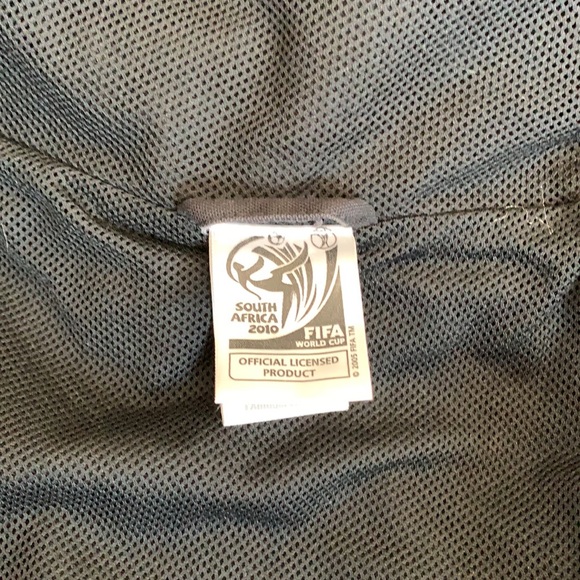 SOUTH
AFRICA
2010
FIFA
WORLD CUP
OFFICIAL LICENSED
PRODUCT
© 2005 FIFA TM